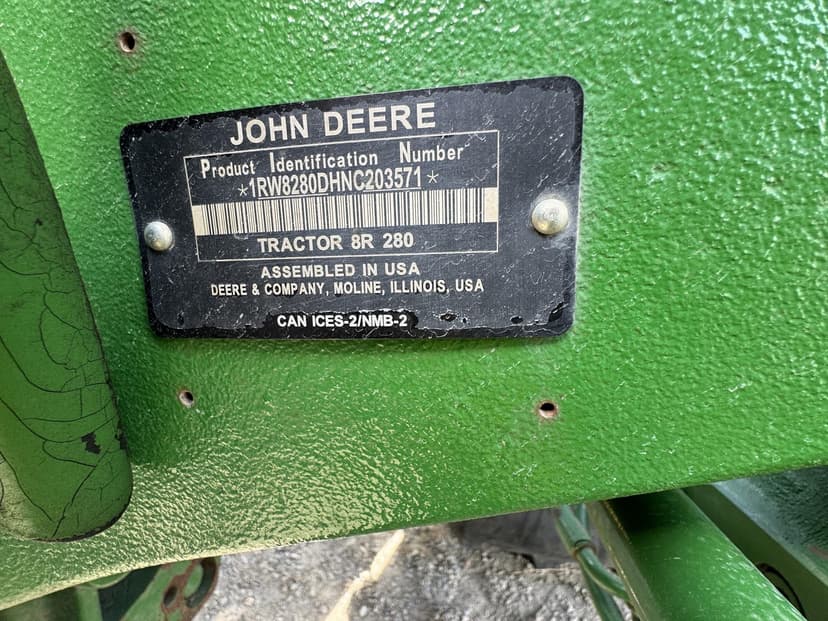 JOHN DEERE
Product Identification Number
*1RW8280DHNC203571*
TRACTOR 8R 280
ASSEMBLED IN USA
DEERE & COMPANY, MOLINE, ILLINOIS, USA
CAN ICES-2/NMB-2